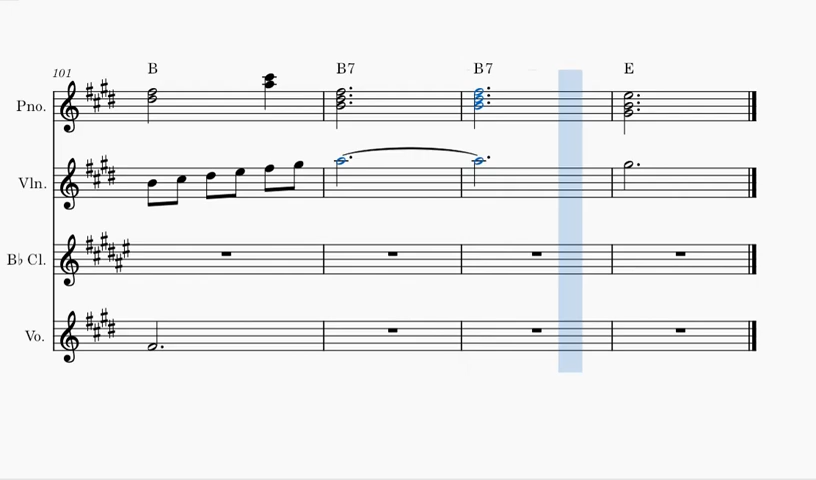 101
B B7 B7 E
Pno.
Vln.
B♭ Cl.
Vo.